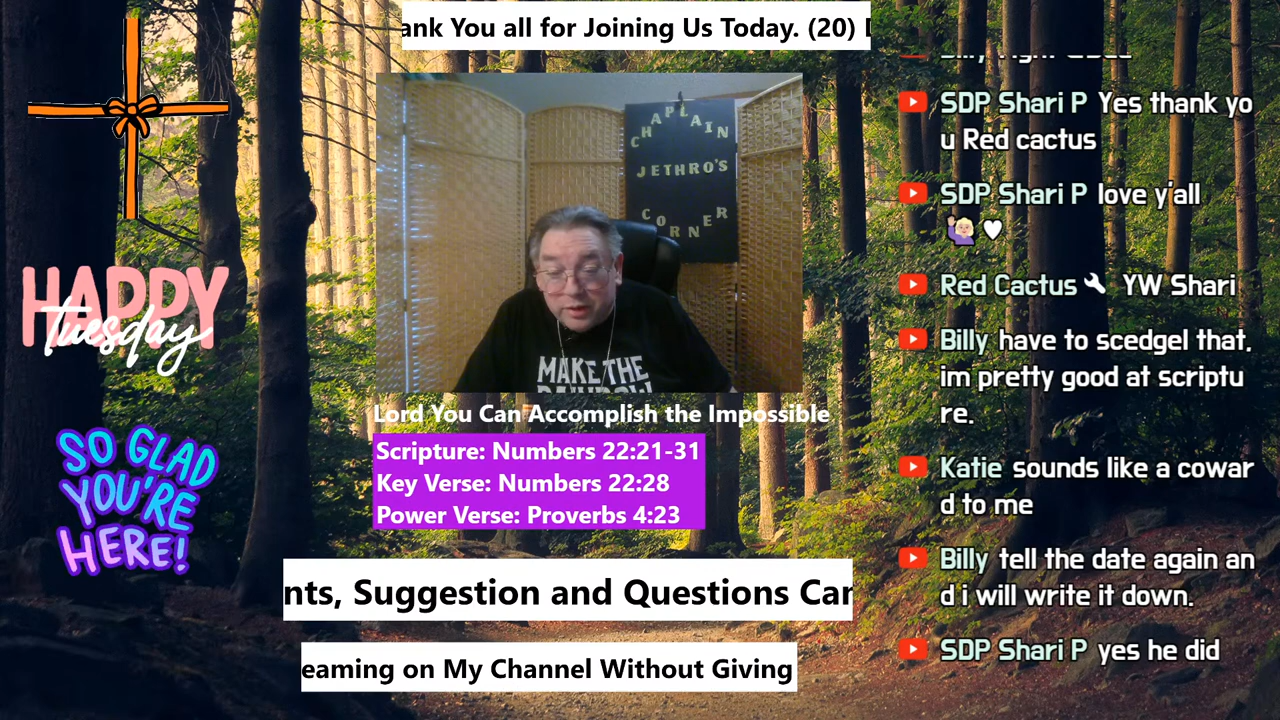 ank You all for Joining Us Today. (20)
CHAPLAIN
JETHRO'S
CORNER
MAKE THE
Lord You Can Accomplish the Impossible
Scripture: Numbers 22:21-31
Key Verse: Numbers 22:28
Power Verse: Proverbs 4:23
nts, Suggestion and Questions Can
eaming on My Channel Without Giving
HAPPY
tuesday
SO GLAD
YOU'RE
HERE!
SDP Shari P Yes thank yo
u Red cactus
SDP Shari P love y'all
Red Cactus YW Shari
Billy have to scedgel that,
im pretty good at scriptu
re.
Katie sounds like a cowar
d to me
Billy tell the date again an
d i will write it down.
SDP Shari P yes he did